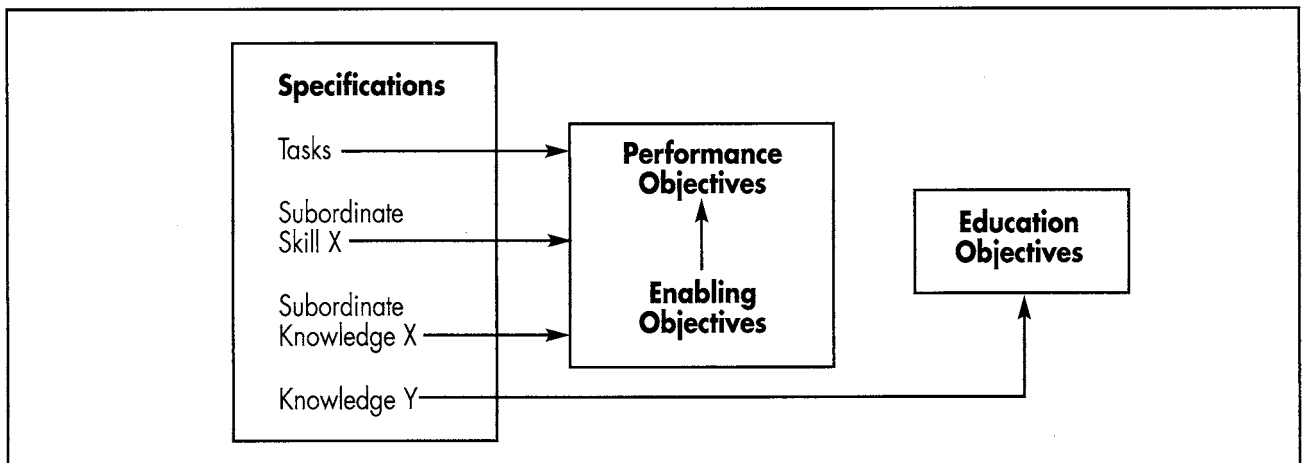 Specifications
Tasks
Subordinate
Skill X
Subordinate
Knowledge X
Knowledge Y
Performance
Objectives
Enabling
Objectives
Education
Objectives